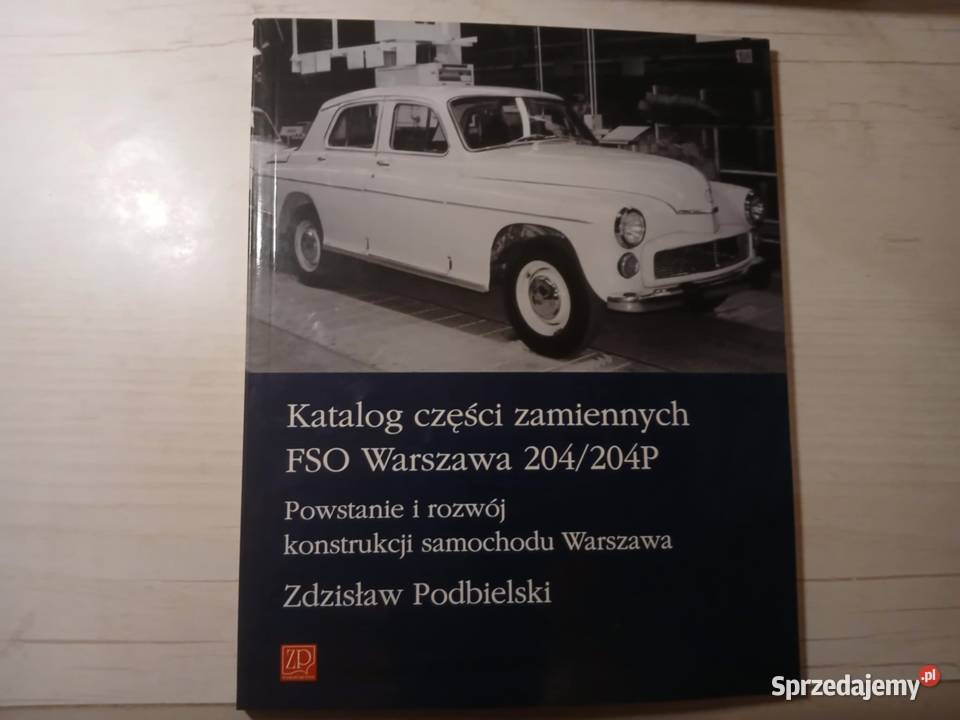 Katalog części zamiennych
FSO Warszawa 204/204P
Powstanie i rozwój
konstrukcji samochodu Warszawa
Zdzisław Podbielski
ZP
Sprzedajemy.pl